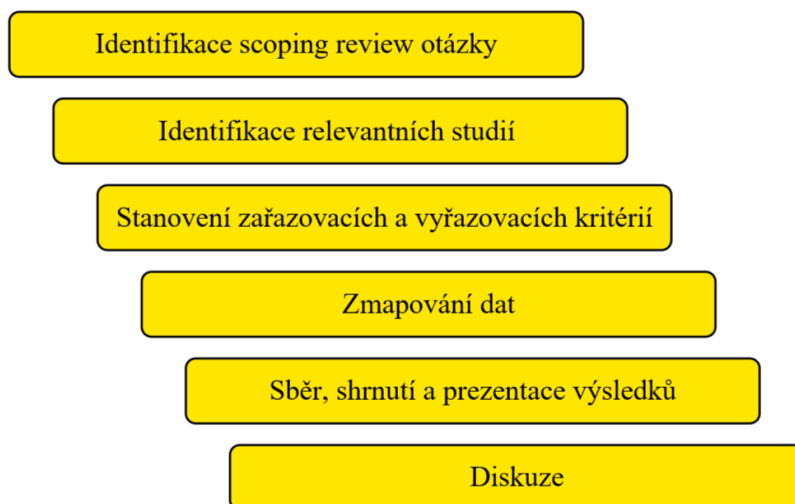 Identifikace scoping review otázky
Identifikace relevantních studií
Stanovení zařazovacích a vyřazovacích kritérií
Zmapování dat
Sběr, shrnutí a prezentace výsledků
Diskuze